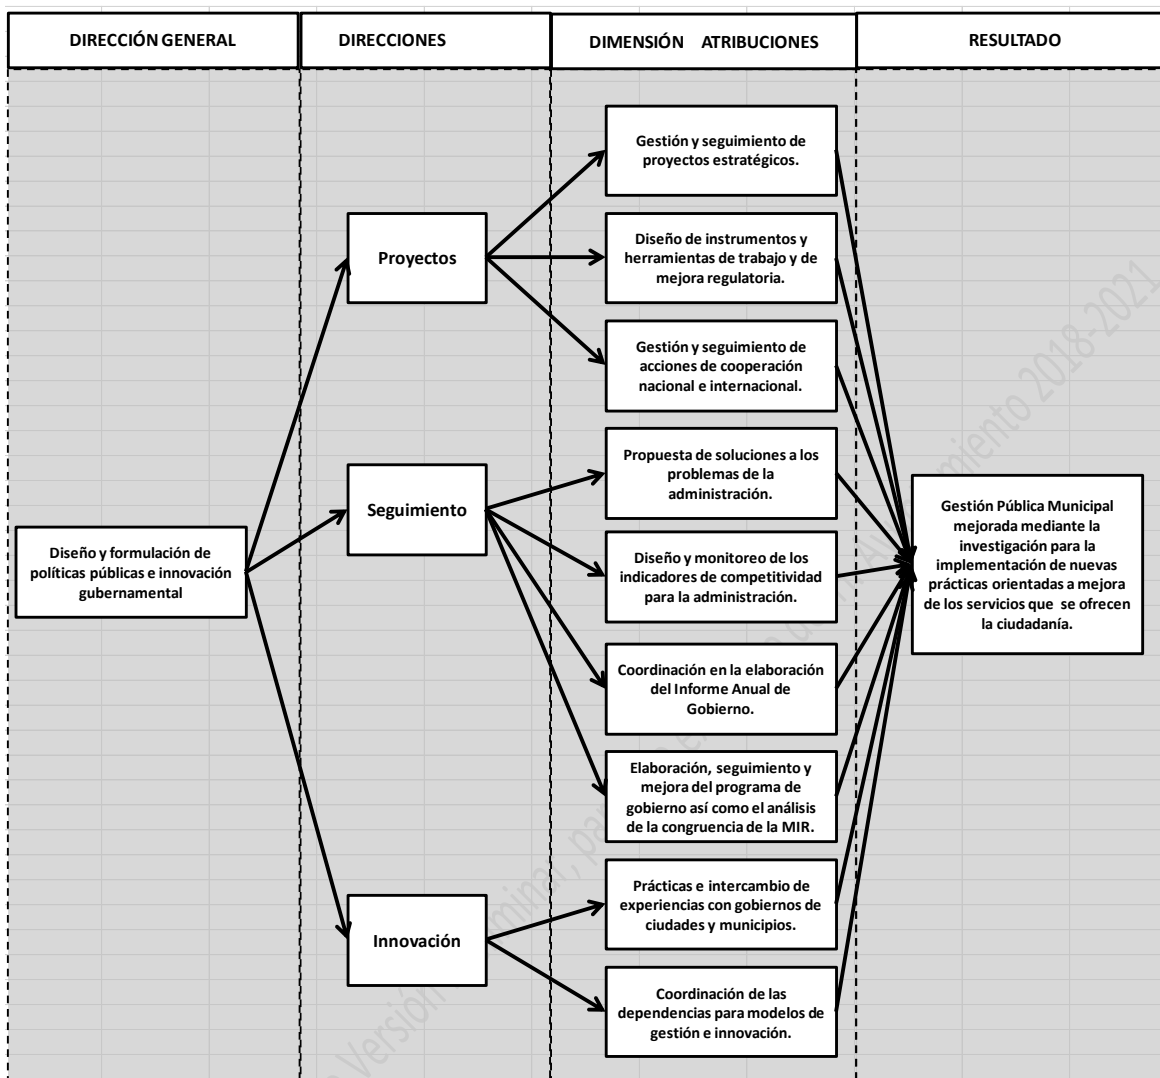 DIRECCIÓN GENERAL
DIRECCIONES
DIMENSIÓN ATRIBUCIONES
RESULTADO
Diseño y formulación de
políticas públicas e innovación
gubernamental
Proyectos
Seguimiento
Innovación
Gestión y seguimiento de
proyectos estratégicos.
Diseño de instrumentos y
herramientas de trabajo y de
mejora regulatoria.
Gestión y seguimiento de
acciones de cooperación
nacional e internacional.
Propuesta de soluciones a los
problemas de la
administración.
Diseño y monitoreo de los
indicadores de competitividad
para la administración.
Coordinación en la elaboración
del Informe Anual de
Gobierno.
Elaboración, seguimiento y
mejora del programa de
gobierno así como el análisis
de la congruencia de la MIR.
Prácticas e intercambio de
experiencias con gobiernos de
ciudades y municipios.
Coordinación de las
dependencias para modelos de
gestión e innovación.
Gestión Pública Municipal
mejorada mediante la
investigación para la
implementación de nuevas
prácticas orientadas a mejora
de los servicios que se ofrecen
la ciudadanía.
Versión 2018-2021